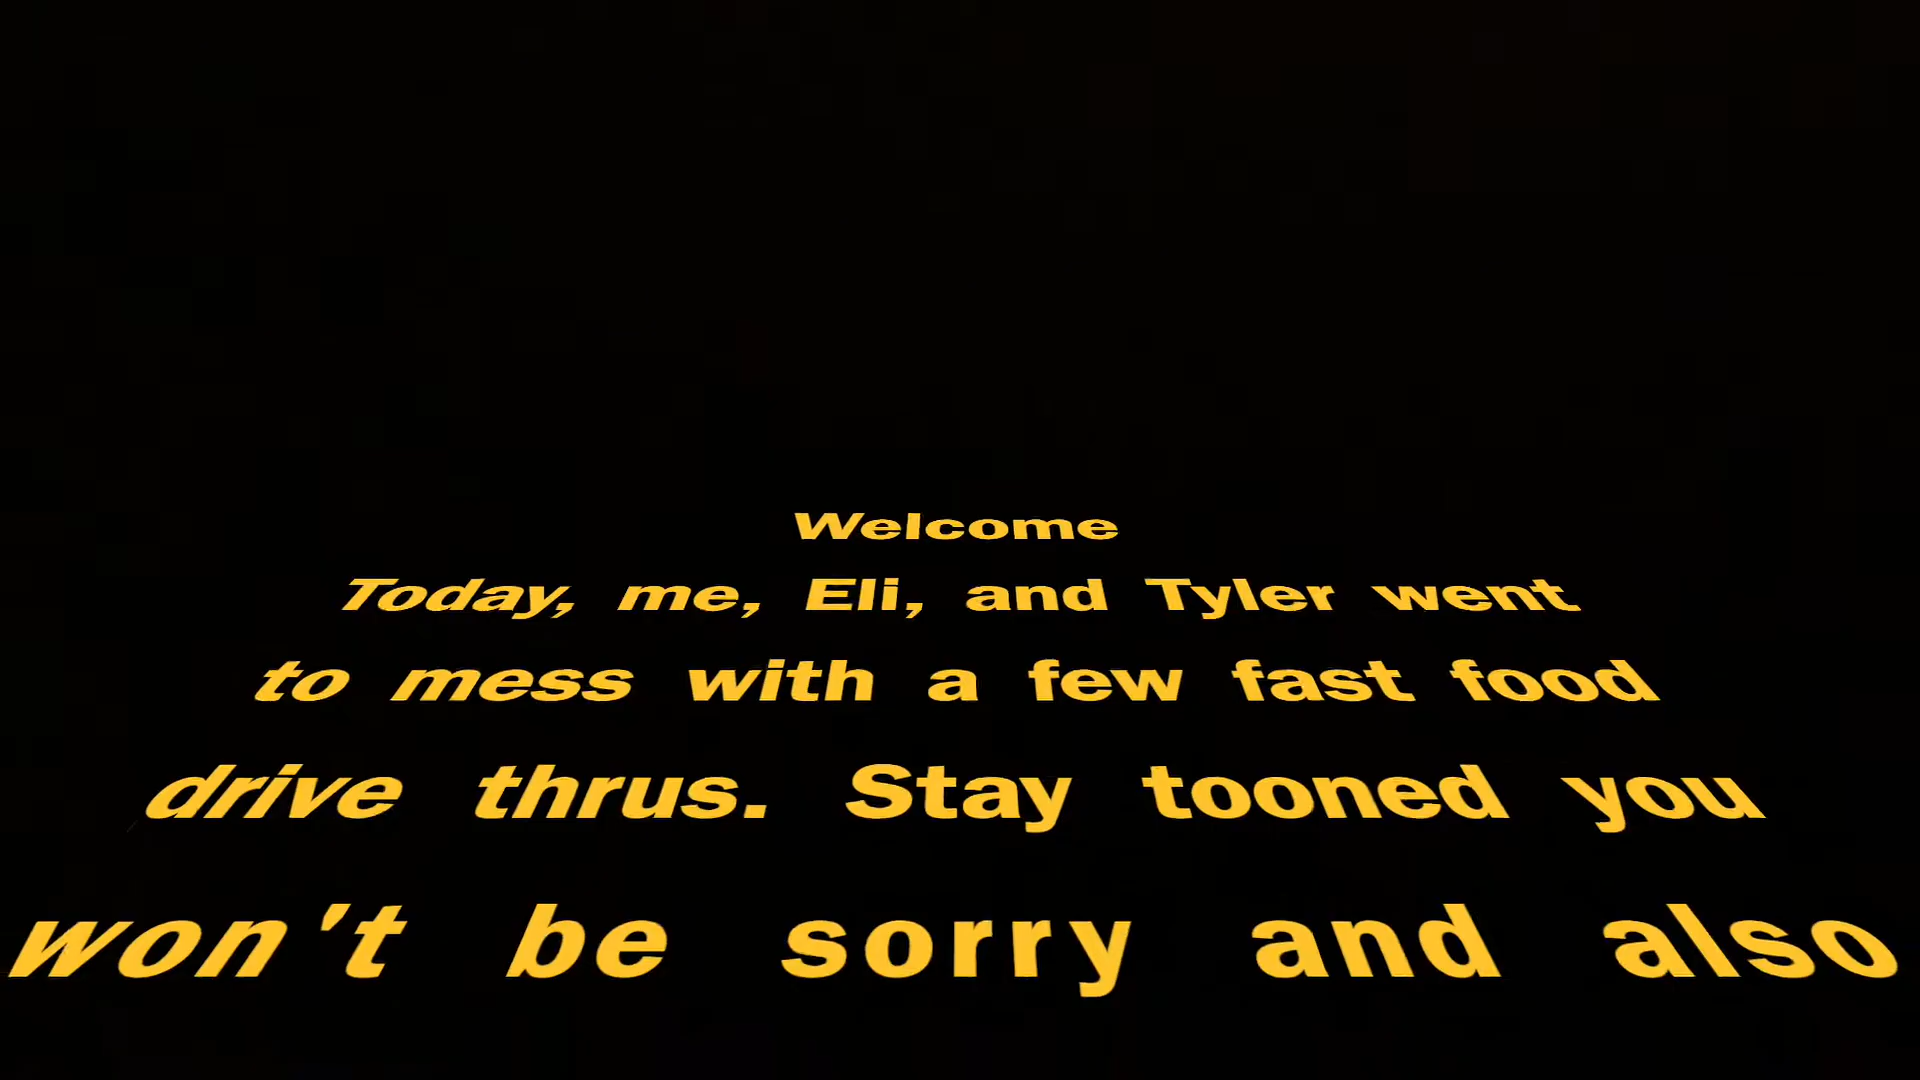 Welcome
Today, me, Eli, and Tyler went
to mess with a few fast food
drive thrus. Stay tooned you
won't be sorry and also